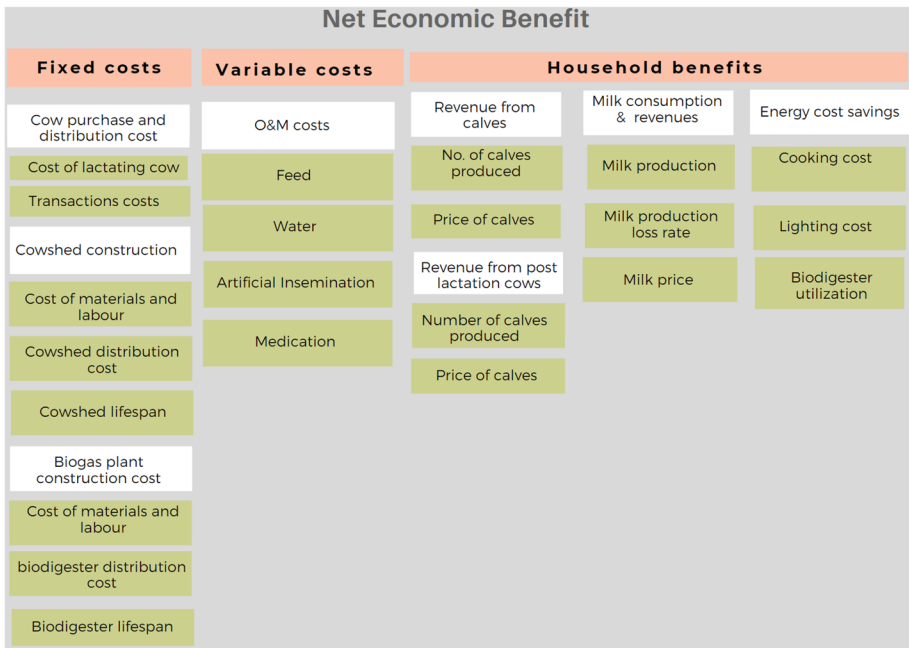 Net Economic Benefit
Fixed costs
Cow purchase and
distribution cost
Cost of lactating cow
Transactions costs
Cowshed construction
Cost of materials and
labour
Cowshed distribution
cost
Cowshed lifespan
Biogas plant
construction cost
Cost of materials and
labour
biodigester distribution
cost
Biodigester lifespan
Variable costs
O&M costs
Feed
Water
Artificial Insemination
Medication
Household benefits
Revenue from
calves
No. of calves
produced
Price of calves
Revenue from post
lactation cows
Number of calves
produced
Price of calves
Milk consumption
& revenues
Milk production
Milk production
loss rate
Milk price
Energy cost savings
Cooking cost
Lighting cost
Biodigester
utilization